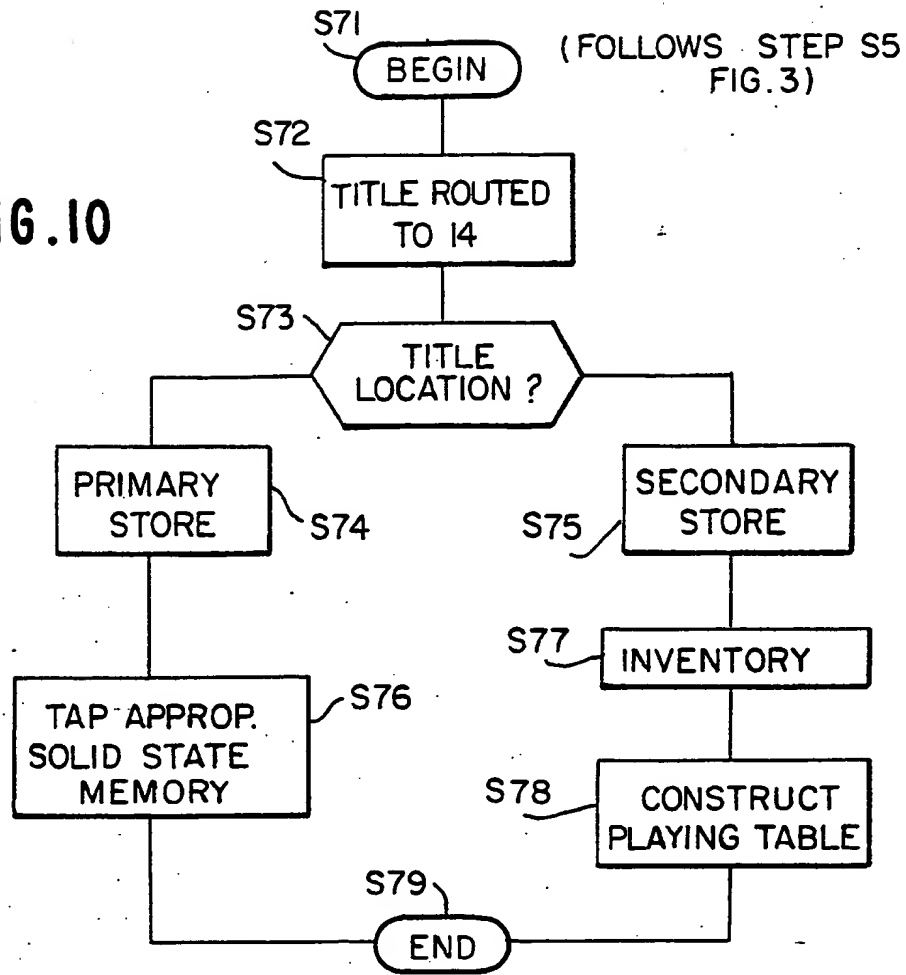 S71
BEGIN
(FOLLOWS STEP S5
FIG.3)
S72
TITLE ROUTED
TO 14
G.10
S73
TITLE
LOCATION ?
PRIMARY
STORE
S74
SECONDARY
STORE
S75
S77
INVENTORY
TAP APPROP.
SOLID STATE
MEMORY
S76
S78
CONSTRUCT
PLAYING TABLE
S79
END